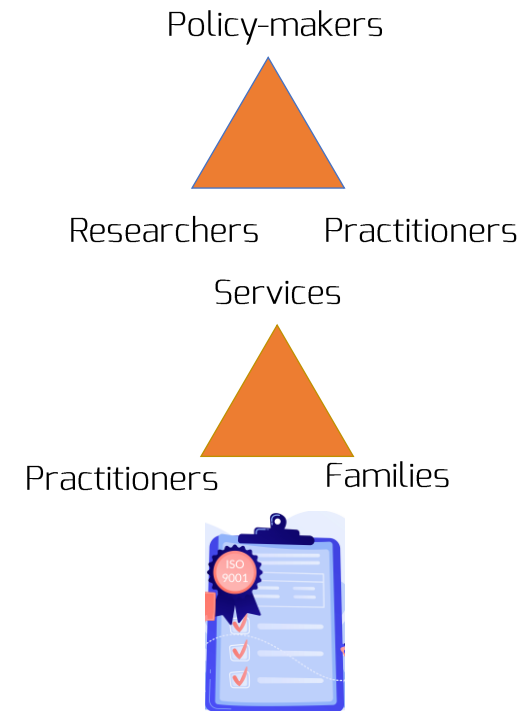 Policy-makers
Researchers
Practitioners
Services
Practitioners
Families
ISO
9001